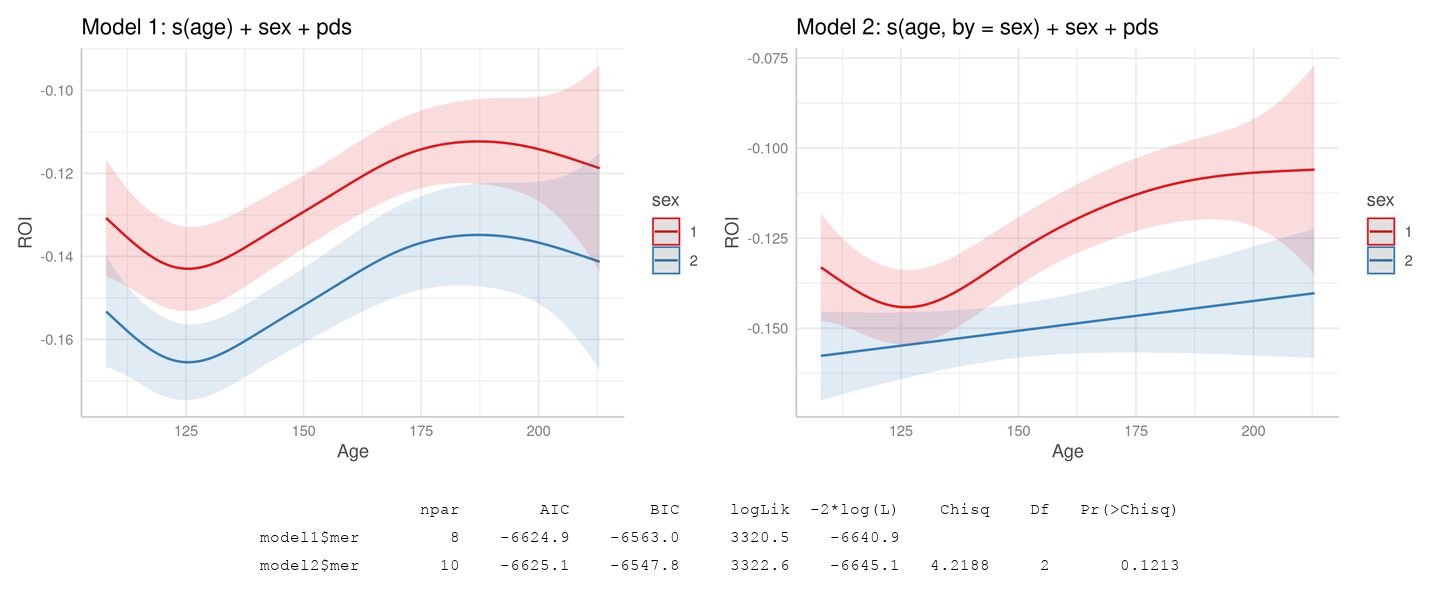 Model 1: s(age) + sex + pds
-0.10
-0.12
-0.14
-0.16
ROI
125 150 175 200
Age
sex
1
2
Model 2: s(age, by = sex) + sex + pds
-0.075
-0.100
-0.125
-0.150
ROI
125 150 175 200
Age
sex
1
2
npar AIC BIC logLik -2*log(L) Chisq Df Pr(>Chisq)
model1$mer 8 -6624.9 -6563.0 3320.5 -6640.9
model2$mer 10 -6625.1 -6547.8 3322.6 -6645.1 4.2188 2 0.1213